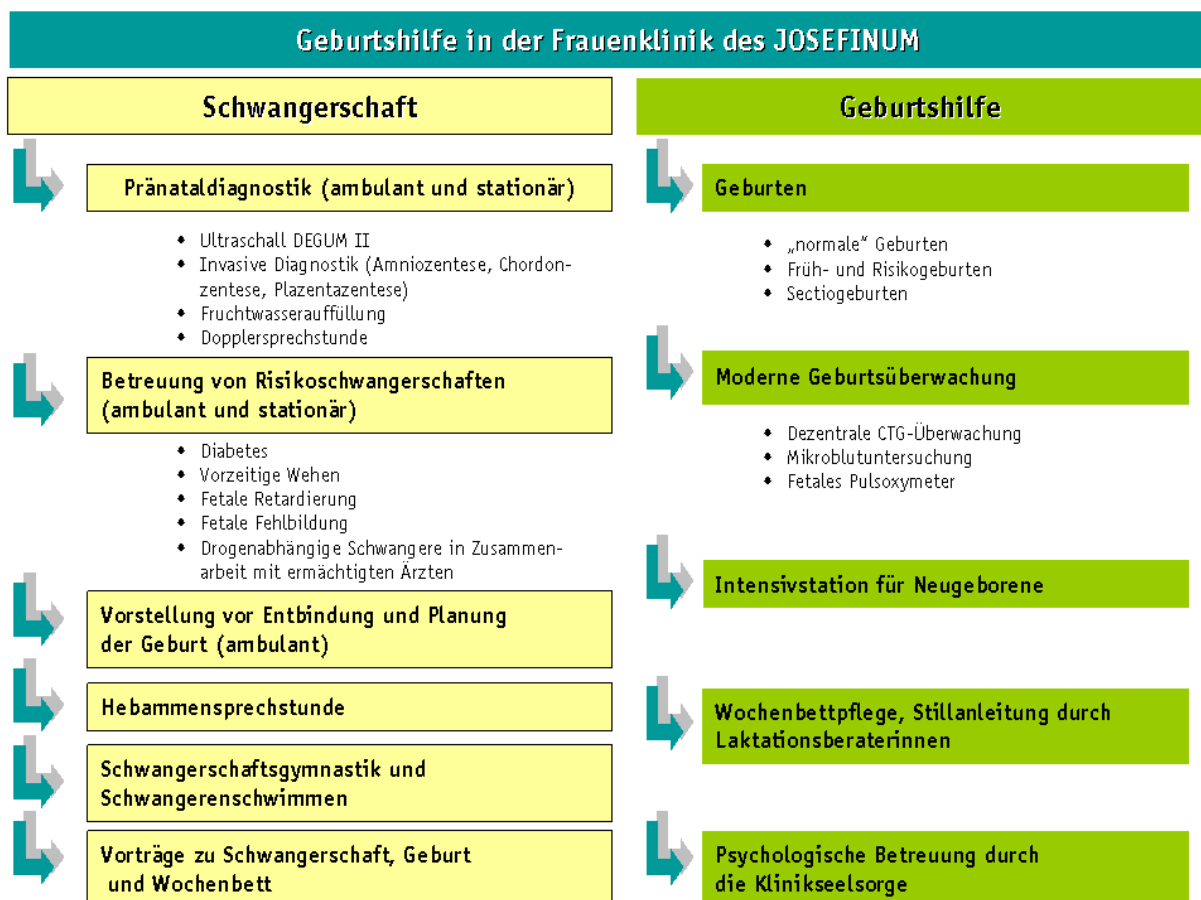 Geburtshilfe in der Frauenklinik des JOSEFINUM
Schwangerschaft
Pränataldiagnostik (ambulant und stationär)
• Ultraschall DEGUM II
• Invasive Diagnostik (Amniozentese, Chordon-
zentese, Plazentazentese)
• Fruchtwasserauffüllung
• Dopplersprechstunde
Betreuung von Risikoschwangerschaften
(ambulant und stationär)
• Diabetes
• Vorzeitige Wehen
• Fetale Retardierung
• Fetale Fehlbildung
• Drogenabhängige Schwangere in Zusammen-
arbeit mit ermächtigten Ärzten
Vorstellung vor Entbindung und Planung
der Geburt (ambulant)
Hebammensprechstunde
Schwangerschaftsgymnastik und
Schwangerenschwimmen
Vorträge zu Schwangerschaft, Geburt
und Wochenbett
Geburtshilfe
Geburten
• „normale“ Geburten
• Früh- und Risikogeburten
• Sectiogeburten
Moderne Geburtsüberwachung
• Dezentrale CTG-Überwachung
• Mikroblutuntersuchung
• Fetales Pulsoxymeter
Intensivstation für Neugeborene
Wochenbettpflege, Stillanleitung durch
Laktationsberaterinnen
Psychologische Betreuung durch
die Klinikseelsorge